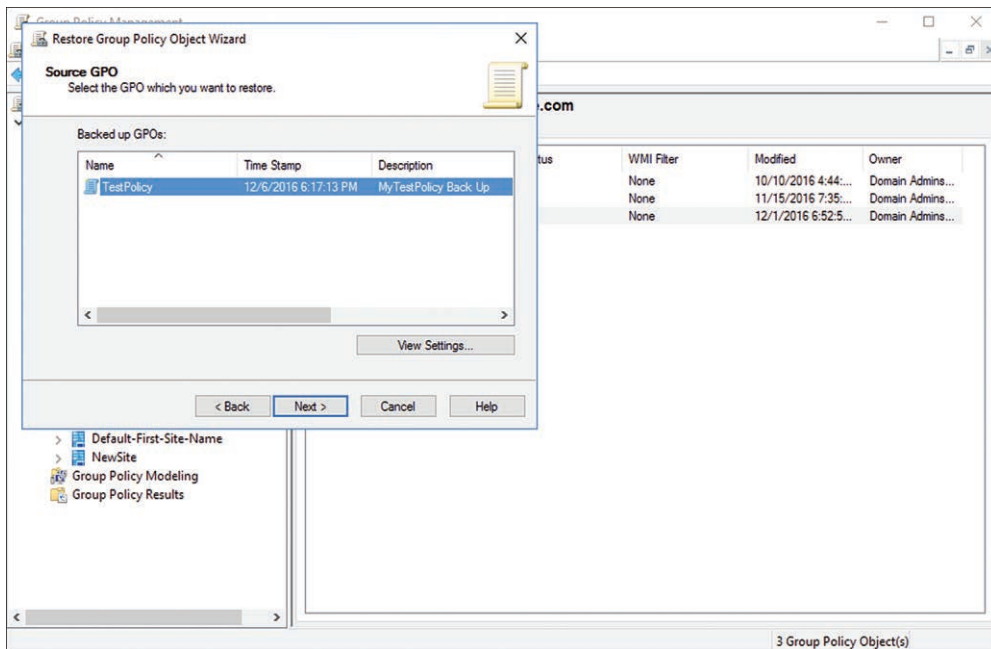 Group Policy Management
Restore Group Policy Object Wizard
Source GPO
Select the GPO which you want to restore.
Backed up GPOs:
Name Time Stamp Description
TestPolicy 12/6/2016 6:17:13 PM MyTestPolicy Back Up
View Settings...
< Back Next > Cancel Help
.com
tus WMI Filter Modified Owner
None 10/10/2016 4:44:... Domain Admins...
None 11/15/2016 7:35:... Domain Admins...
None 12/1/2016 6:52:5... Domain Admins...
Default-First-Site-Name
NewSite
Group Policy Modeling
Group Policy Results
3 Group Policy Object(s)